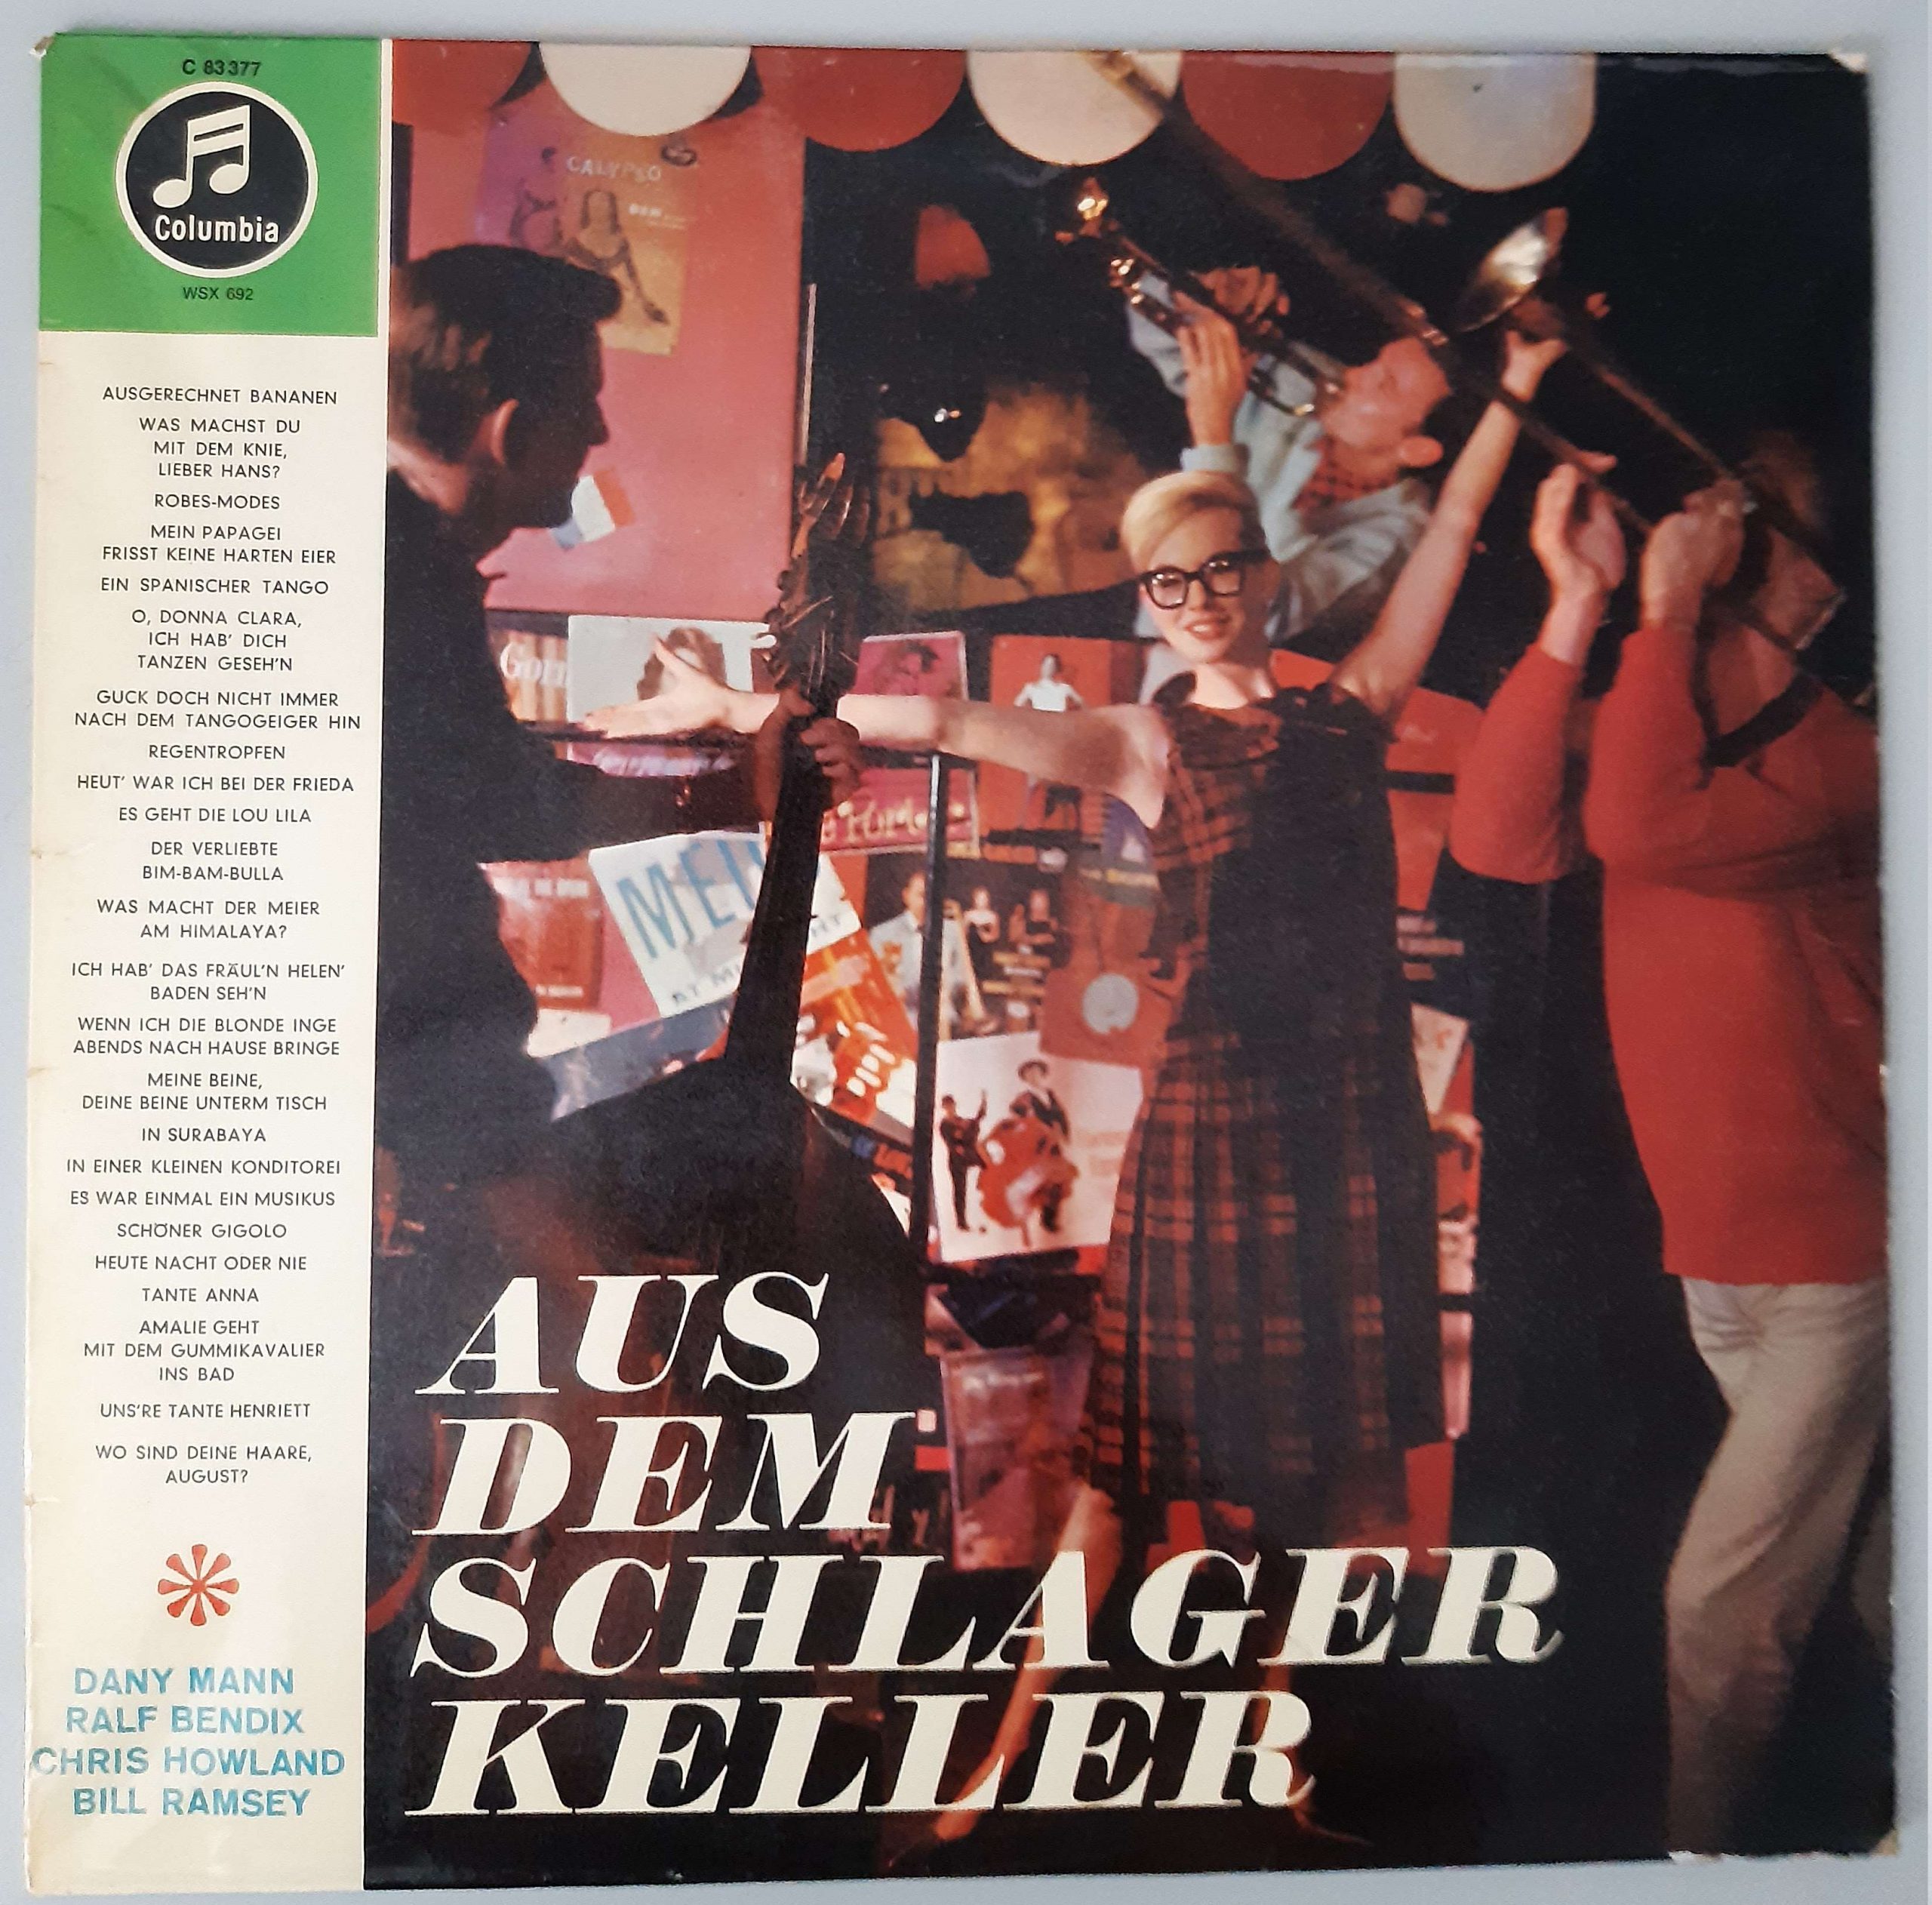 C 83377
Columbia
WSX 692
AUSGERECHNET BANANEN
WAS MACHST DU
MIT DEM KNIE,
LIEBER HANS?
ROBES-MODES
MEIN PAPAGEI
FRISST KEINE HARTEN EIER
EIN SPANISCHER TANGO
O, DONNA CLARA,
ICH HAB' DICH
TANZEN GESEH'N
GUCK DOCH NICHT IMMER
NACH DEM TANGOGEIGER HIN
REGENTROPFEN
HEUT' WAR ICH BEI DER FRIEDA
ES GEHT DIE LOU LILA
DER VERLIEBTE
BIM-BAM-BULLA
WAS MACHT DER MEIER
AM HIMALAYA?
ICH HAB' DAS FRÄUL'N HELEN'
BADEN SEH'N
WENN ICH DIE BLONDE INGE
ABENDS NACH HAUSE BRINGE
MEINE BEINE,
DEINE BEINE UNTERM TISCH
IN SURABAYA
IN EINER KLEINEN KONDITOREI
ES WAR EINMAL EIN MUSIKUS
SCHÖNER GIGOLO
HEUTE NACHT ODER NIE
TANTE ANNA
AMALIE GEHT
MIT DEM GUMMIKAVALIER
INS BAD
UNS'RE TANTE HENRIETT
WO SIND DEINE HAARE,
AUGUST?
DANY MANN
RALF BENDIX
CHRIS HOWLAND
BILL RAMSEY
CALYPSO
MEIN
AUS
DEM
SCHLAGER
KELLER